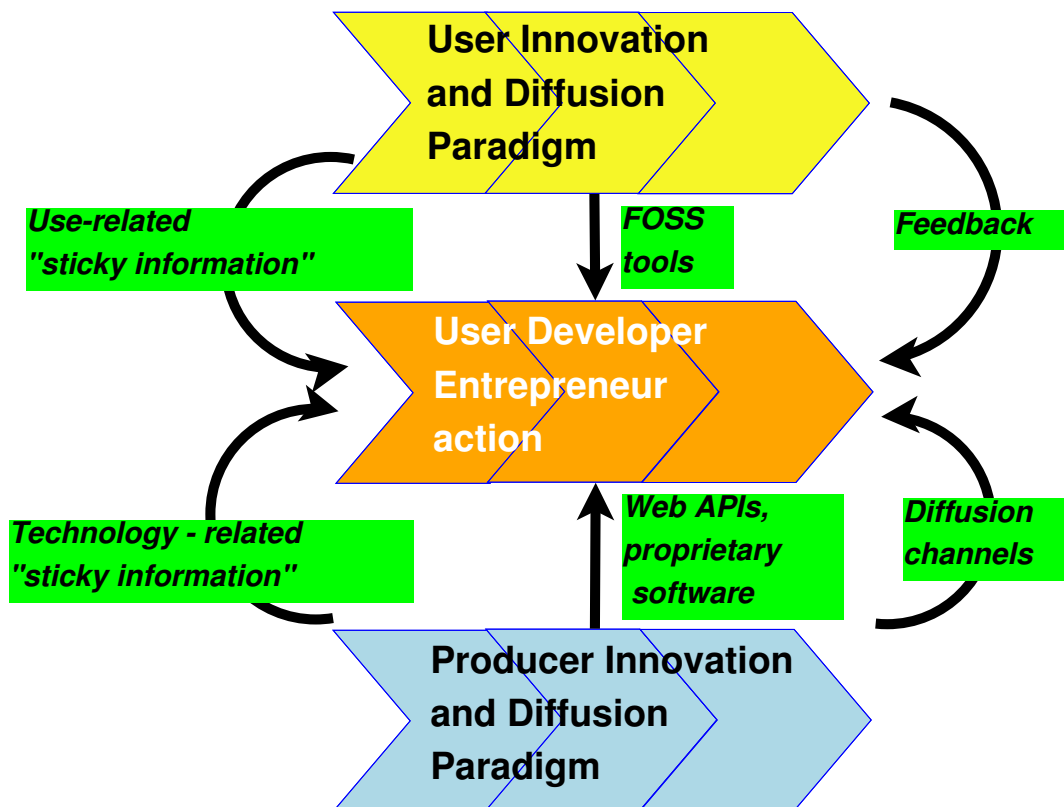 User Innovation
and Diffusion
Paradigm
Use-related
"sticky information"
FOSS
tools
Feedback
User Developer
Entrepreneur
action
Technology - related
"sticky information"
Web APIs,
proprietary
software
Diffusion
channels
Producer Innovation
and Diffusion
Paradigm